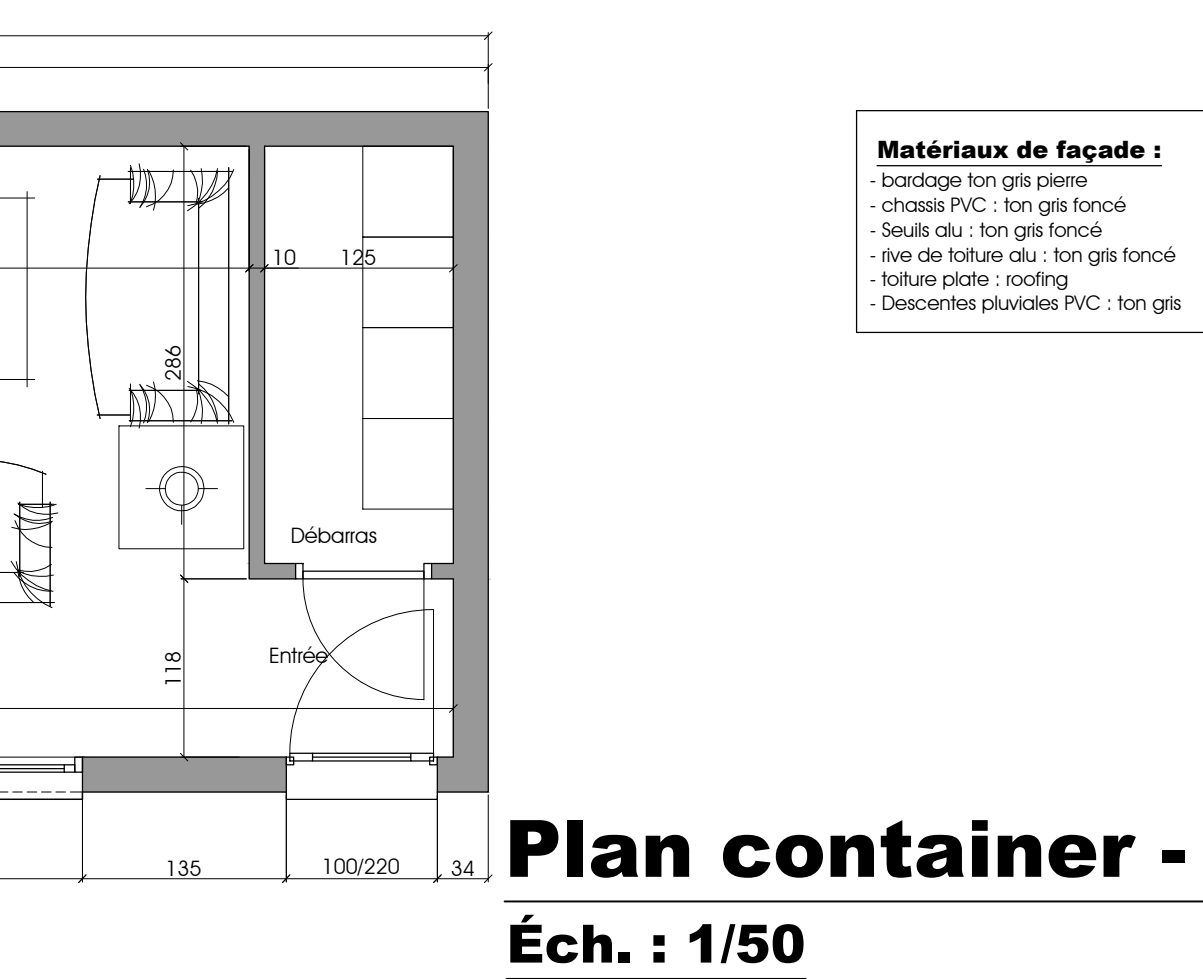 Matériaux de façade :
- bardage ton gris pierre
- chassis PVC : ton gris foncé
- Seuils alu : ton gris foncé
- rive de toiture alu : ton gris foncé
- toiture plate : roofing
- Descentes pluviales PVC : ton gris
10
125
286
Débarras
Entrée
118
135
100/220
34
Plan container -
Éch. : 1/50